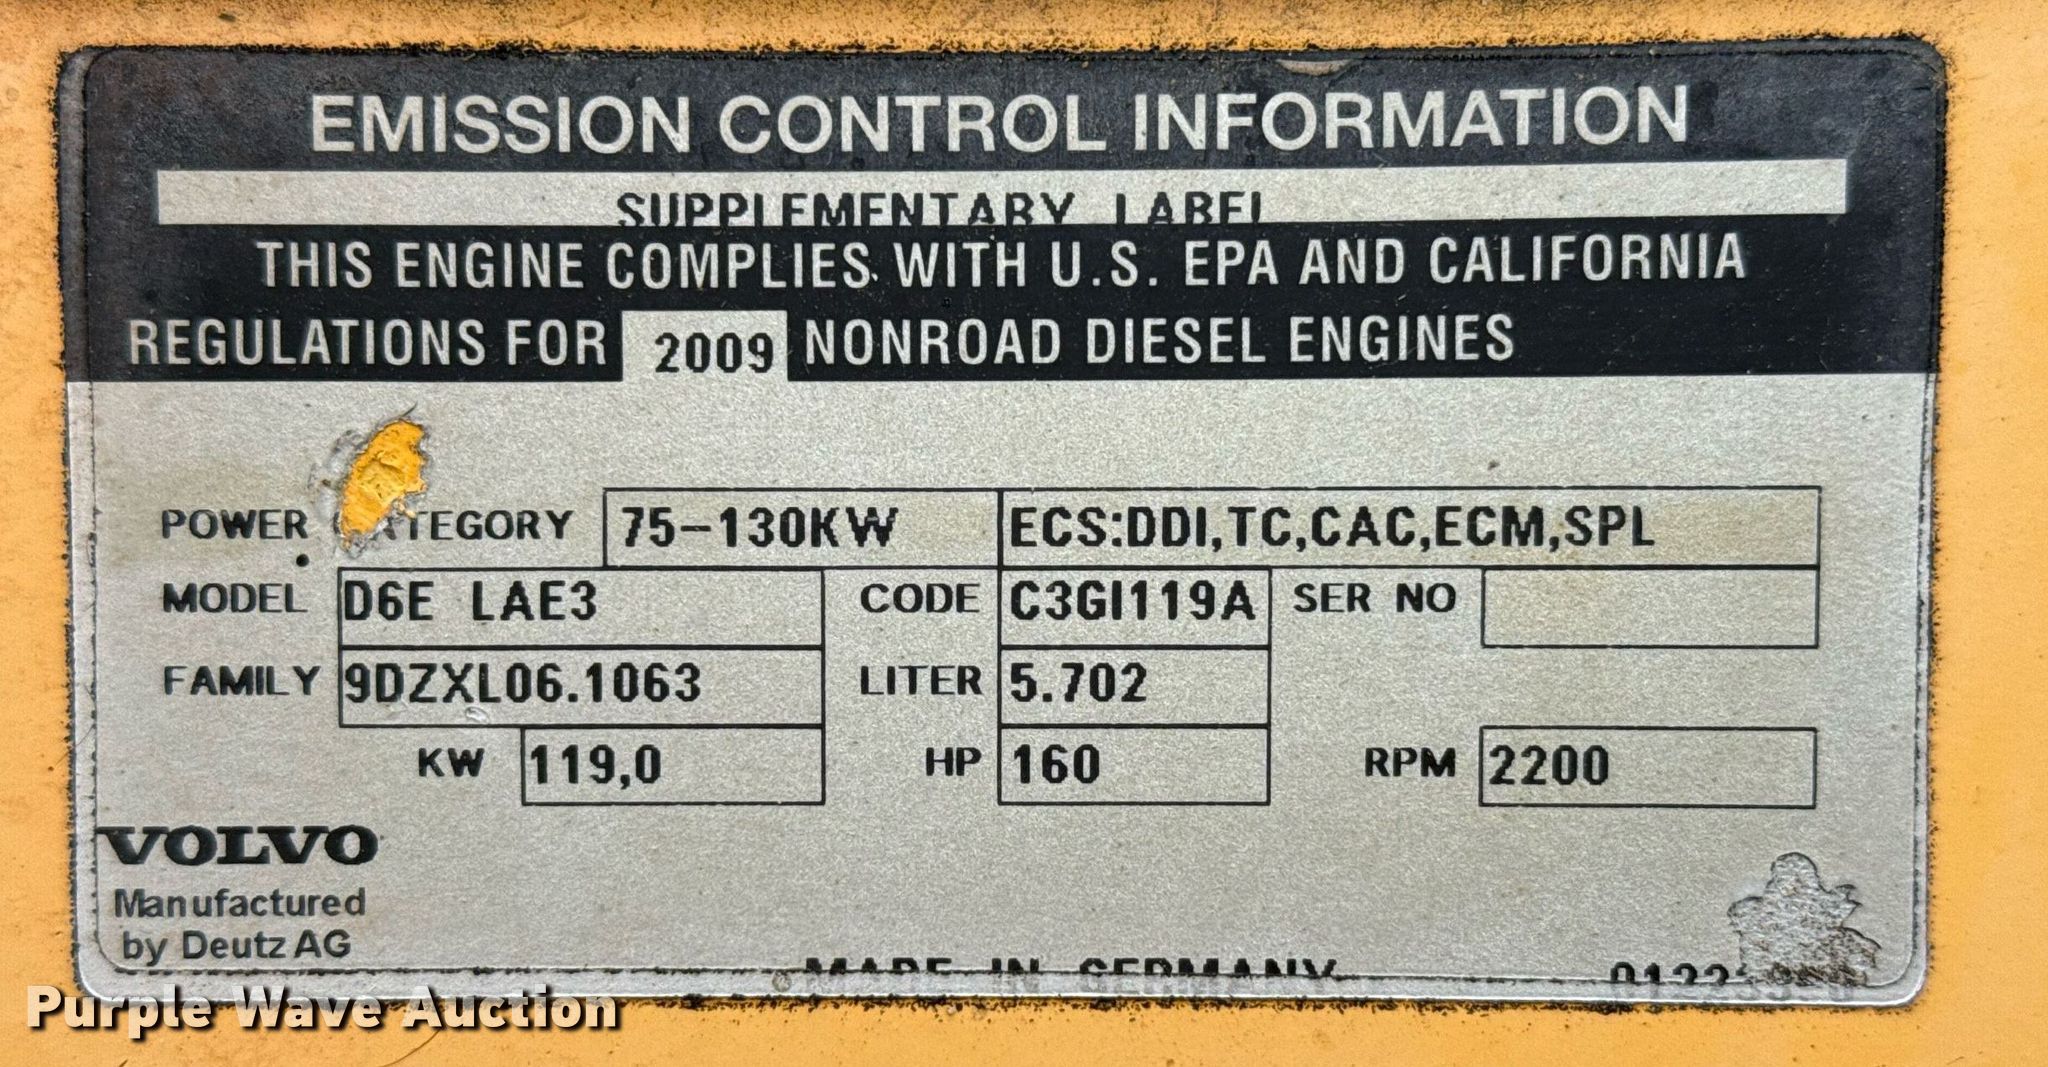 EMISSION CONTROL INFORMATION
SUPPLEMENTARY LABEL
THIS ENGINE COMPLIES WITH U.S. EPA AND CALIFORNIA
REGULATIONS FOR 2009 NONROAD DIESEL ENGINES
POWER CATEGORY 75-130KW ECS:DDI,TC,CAC,ECM,SPL
MODEL D6E LAE3 CODE C3GI119A SER NO
FAMILY 9DZXL06.1063 LITER 5.702
KW 119,0 HP 160 RPM 2200
VOLVO
Manufactured
by Deutz AG
MADE IN GERMANY
Purple Wave Auction